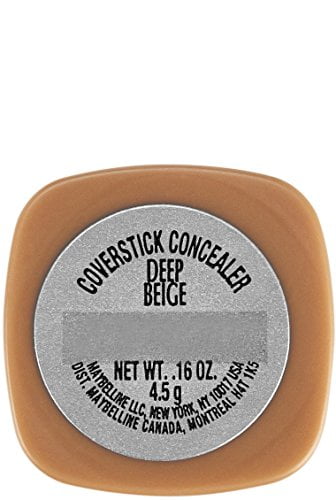 COVERSTICK CONCEALER
DEEP
BEIGE
NET WT. .16 OZ.
4.5 g
MAYBELLINE LLC, NEW YORK, NY 10017 USA
DIST. MAYBELLINE CANADA, MONTREAL H4T 1K5